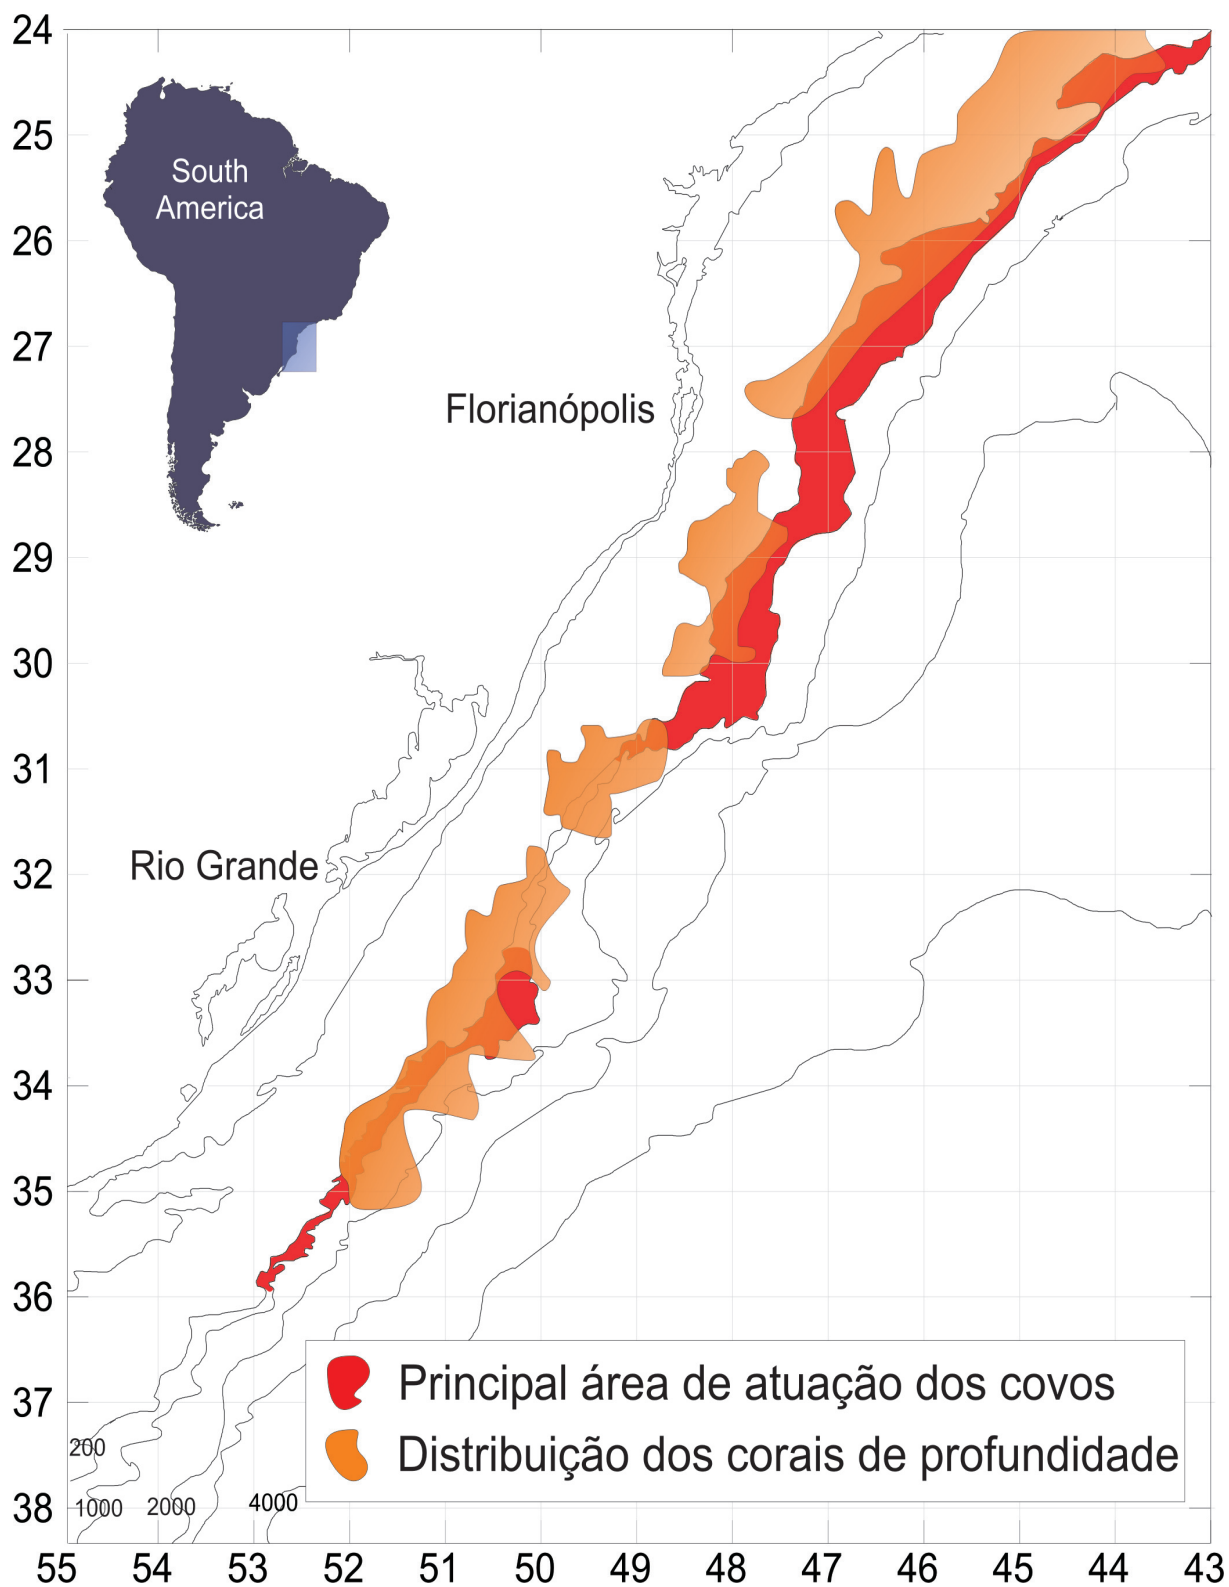 24
25
26
27
28
29
30
31
32
33
34
35
36
37
38
South
America
Florianópolis
Rio Grande
Principal área de atuação dos covos
Distribuição dos corais de profundidade
200
1000 2000 4000
55 54 53 52 51 50 49 48 47 46 45 44 43